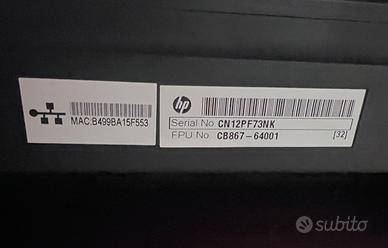 MAC:B499BA15F553
hp
Serial No. CN12PF73NK
FPU No. CB867-64001 [32]
subito